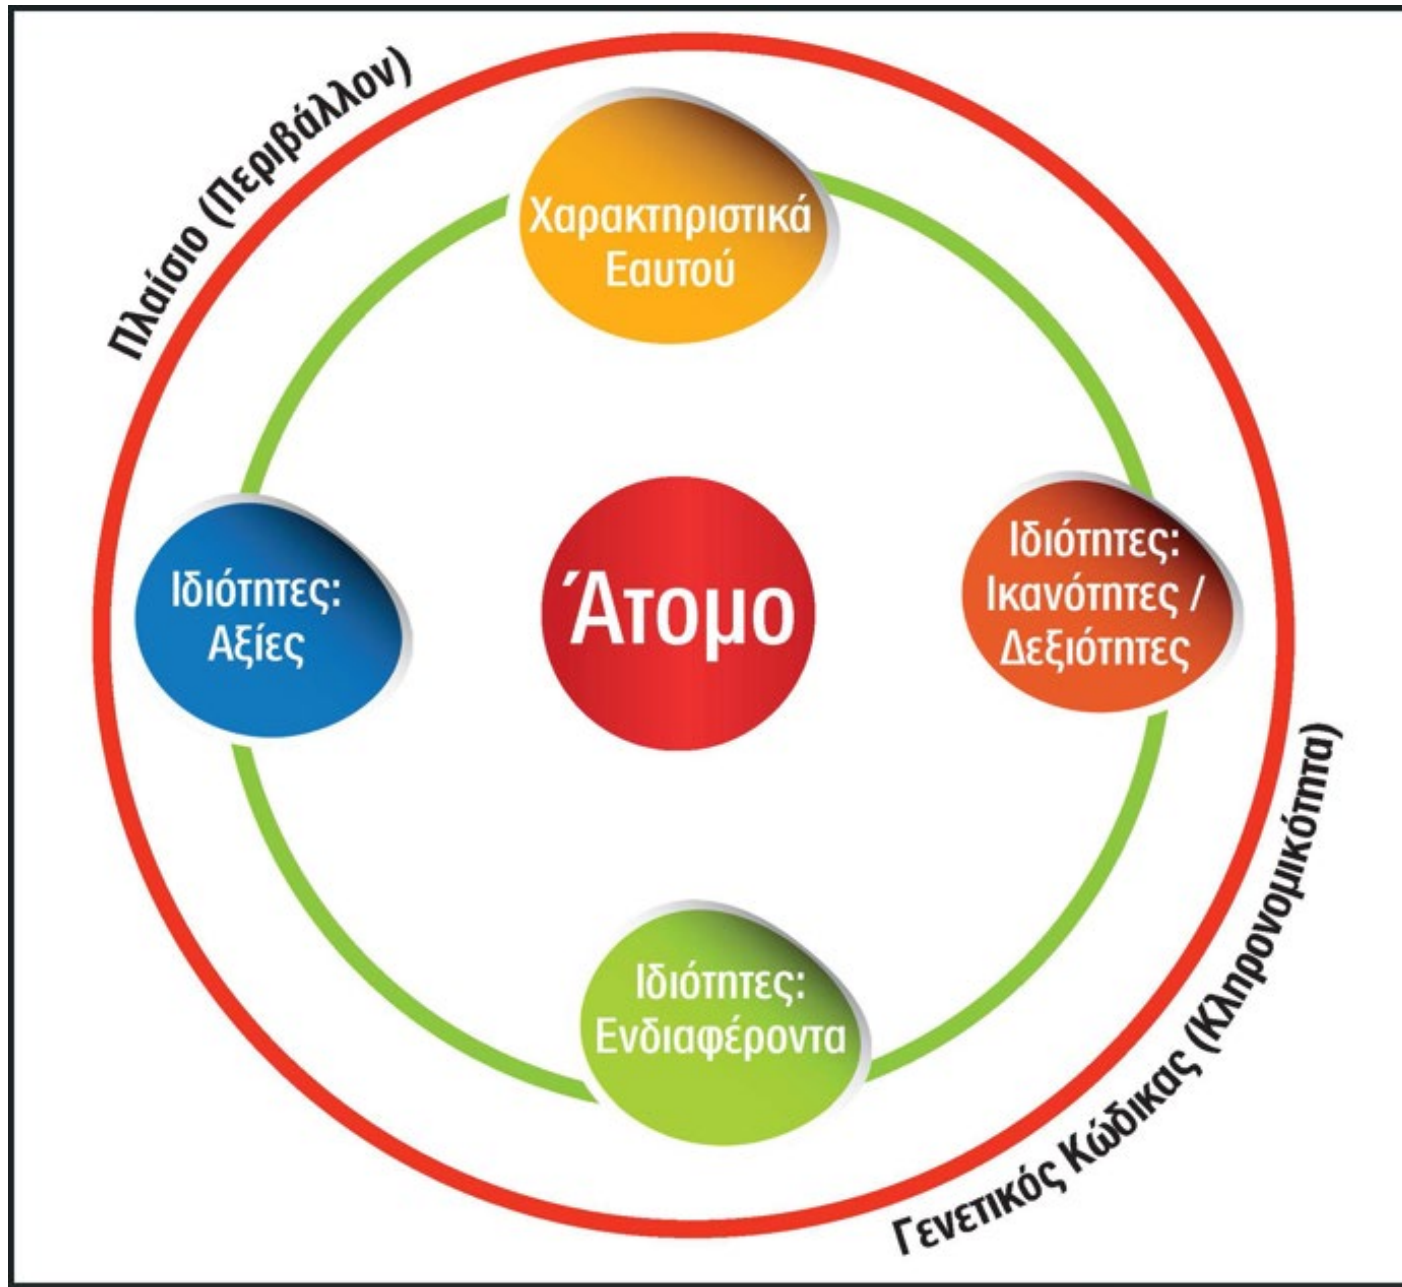 Πλαίσιο (Περιβάλλον)
Χαρακτηριστικά
Εαυτού
Ιδιότητες:
Αξίες
Άτομο
Ιδιότητες:
Ικανότητες /
Δεξιότητες
Ιδιότητες:
Ενδιαφέροντα
Γενετικός Κώδικας (Κληρονομικότητα)